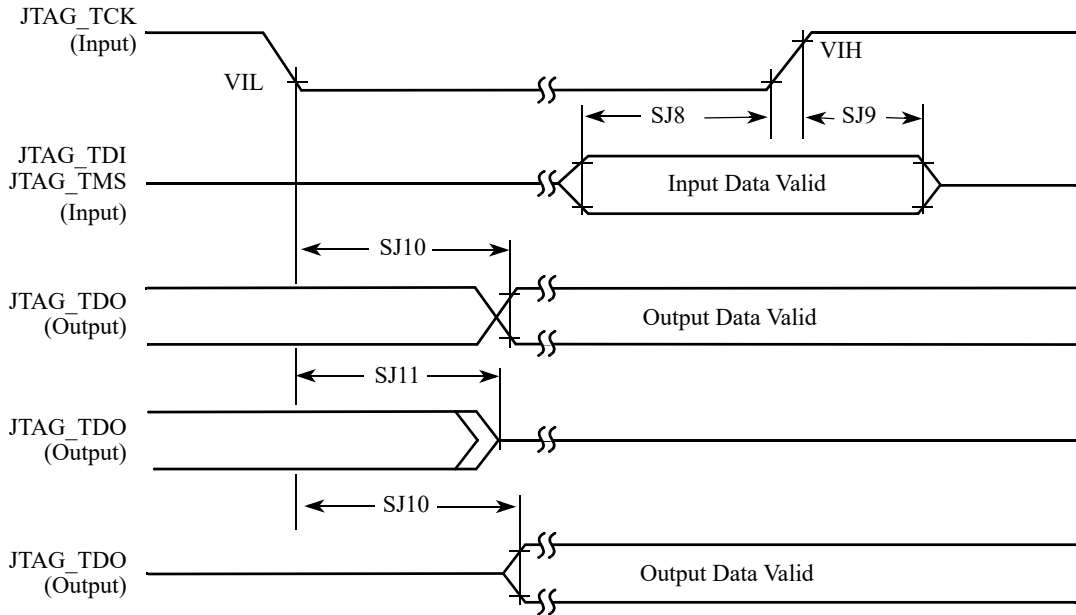 JTAG_TCK
(Input)
VIH
VIL
SJ8
SJ9
JTAG_TDI
JTAG_TMS
(Input)
Input Data Valid
SJ10
JTAG_TDO
(Output)
Output Data Valid
SJ11
JTAG_TDO
(Output)
SJ10
JTAG_TDO
(Output)
Output Data Valid